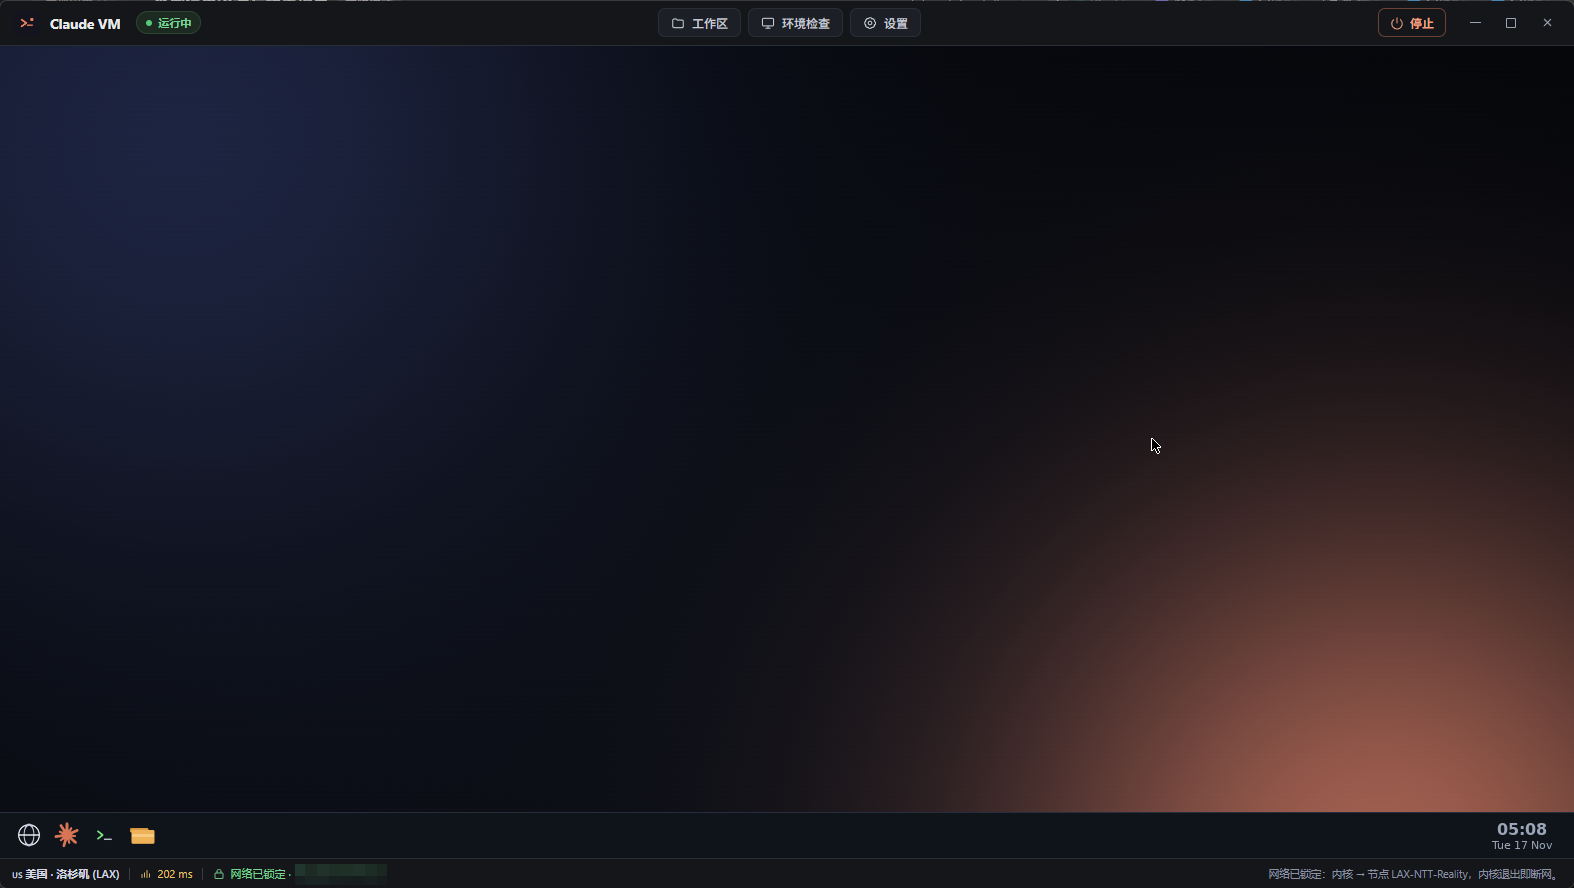 Claude VM 运行中 工作区 环境检查 设置 停止
05:08
Tue 17 Nov
us 美国 · 洛杉矶 (LAX) 202 ms 网络已锁定 · 网络已锁定：内核 → 节点 LAX-NTT-Reality，内核退出即断网。